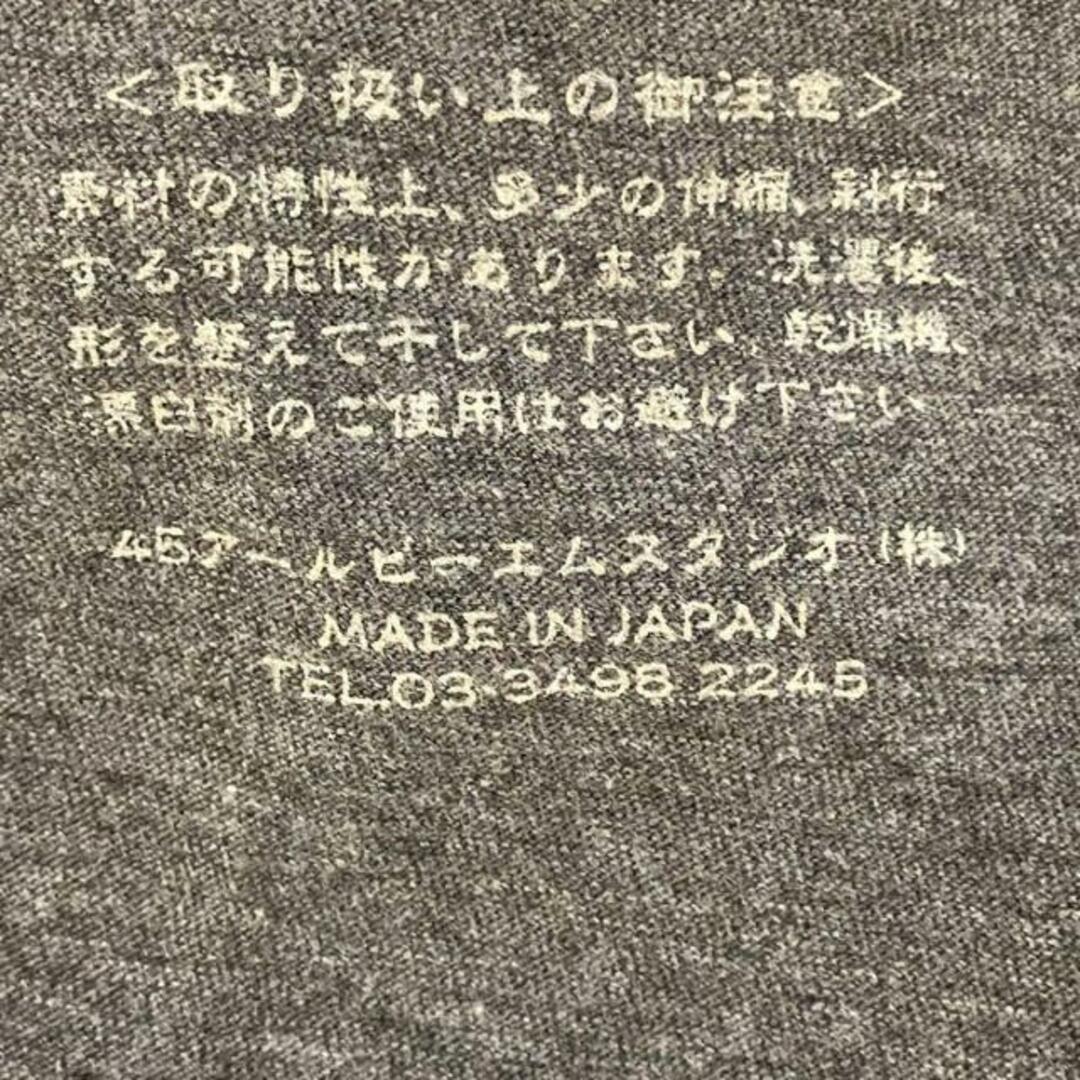 <取り扱い上の御注意>
素材の特性上、多少の伸縮、斜行
する可能性があります。洗濯後、
形を整えて干して下さい。乾燥機、
漂白剤のご使用はお避け下さい
45アールピーエムスタジオ(株)
MADE IN JAPAN
TEL.03-3498 2245